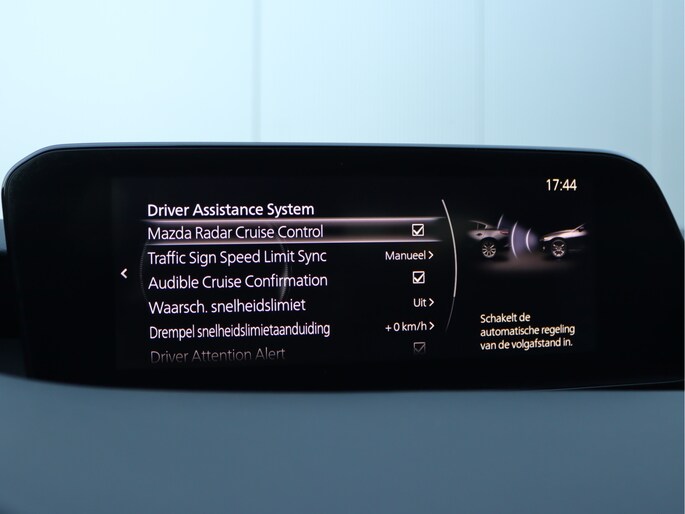 17:44
Driver Assistance System
Mazda Radar Cruise Control
Traffic Sign Speed Limit Sync Manueel
Audible Cruise Confirmation
Waarsch. snelheidslimiet Uit
Drempel snelheidslimietaanduiding + 0 km/h
Driver Attention Alert
Schakelt de
automatische regeling
van de volgafstand in.